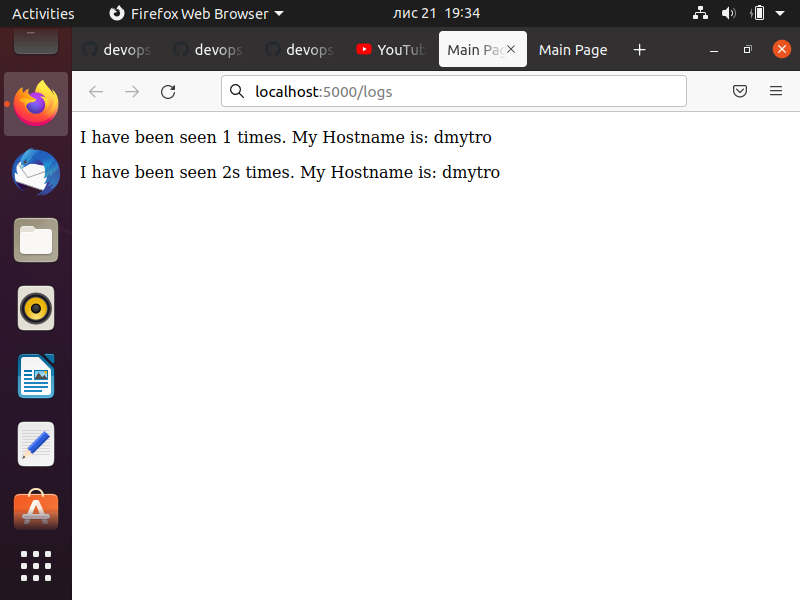 Activities Firefox Web Browser лис 21 19:34
devops devops devops YouTub Main Pag Main Page
localhost:5000/logs
I have been seen 1 times. My Hostname is: dmytro
I have been seen 2s times. My Hostname is: dmytro